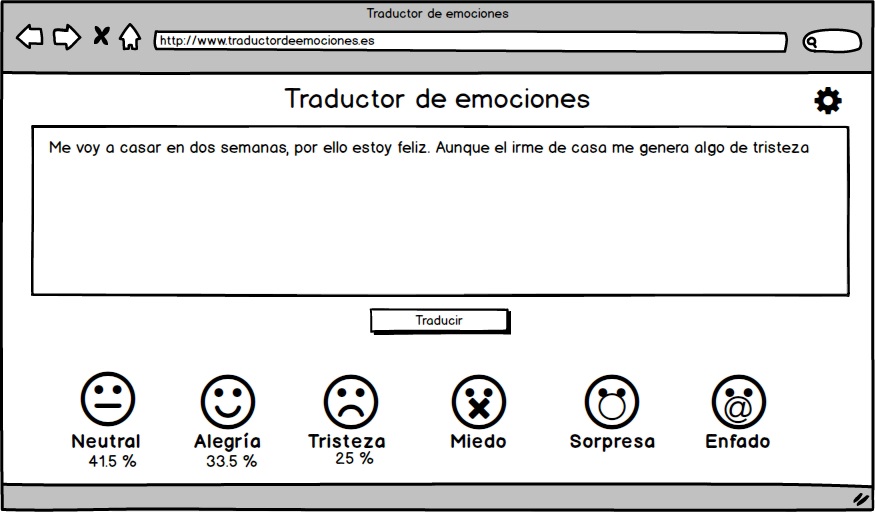 Traductor de emociones
http://www.traductordeemociones.es
Traductor de emociones
Me voy a casar en dos semanas, por ello estoy feliz. Aunque el irme de casa me genera algo de tristeza
Traducir
@
Neutral Alegría Tristeza Miedo Sorpresa Enfado
41.5 % 33.5 % 25 %